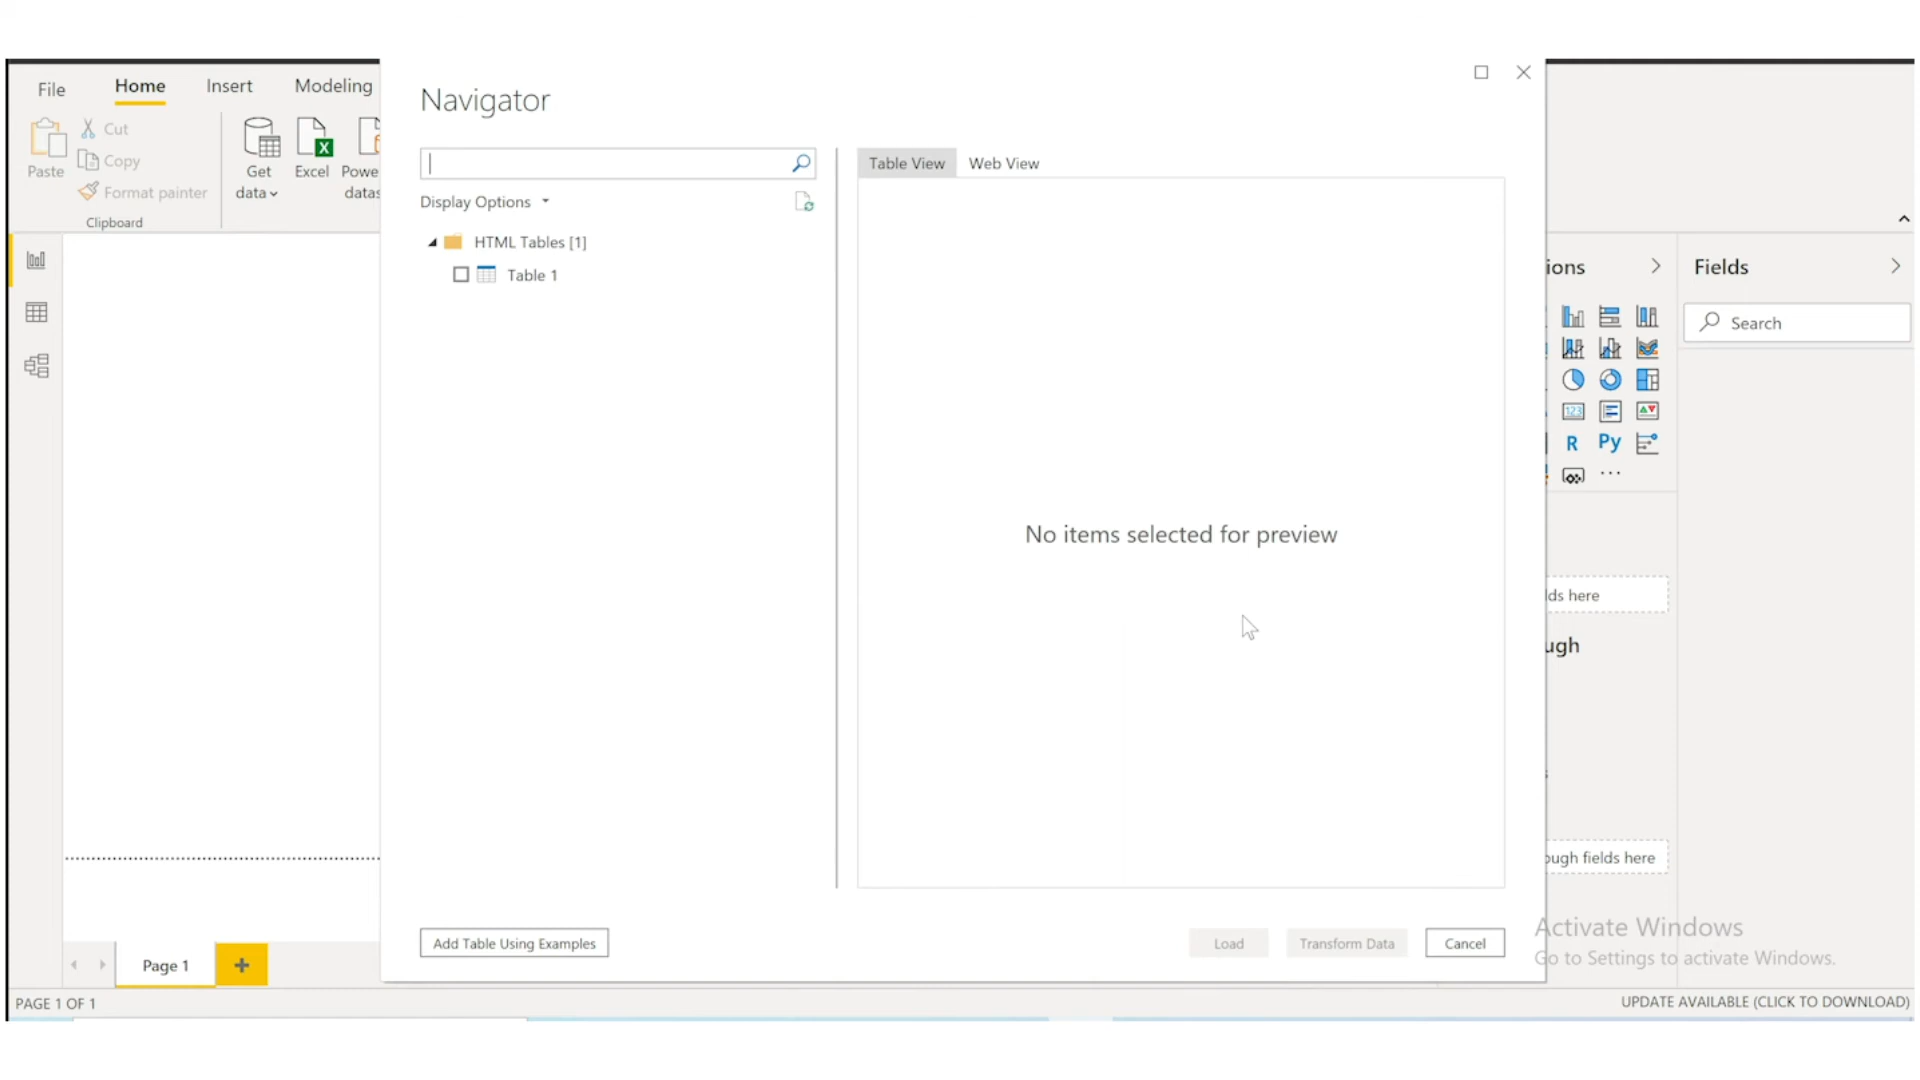 File
Home
Insert
Modeling
Paste
Cut
Copy
Format painter
Clipboard
Get
data
Excel
Powe
datas
Navigator
Display Options
HTML Tables [1]
Table 1
Table View
Web View
No items selected for preview
Add Table Using Examples
Load
Transform Data
Cancel
ions
Fields
Search
123
R
Py
...
lds here
ugh
s
ough fields here
Activate Windows
Go to Settings to activate Windows.
Page 1
PAGE 1 OF 1
UPDATE AVAILABLE (CLICK TO DOWNLOAD)